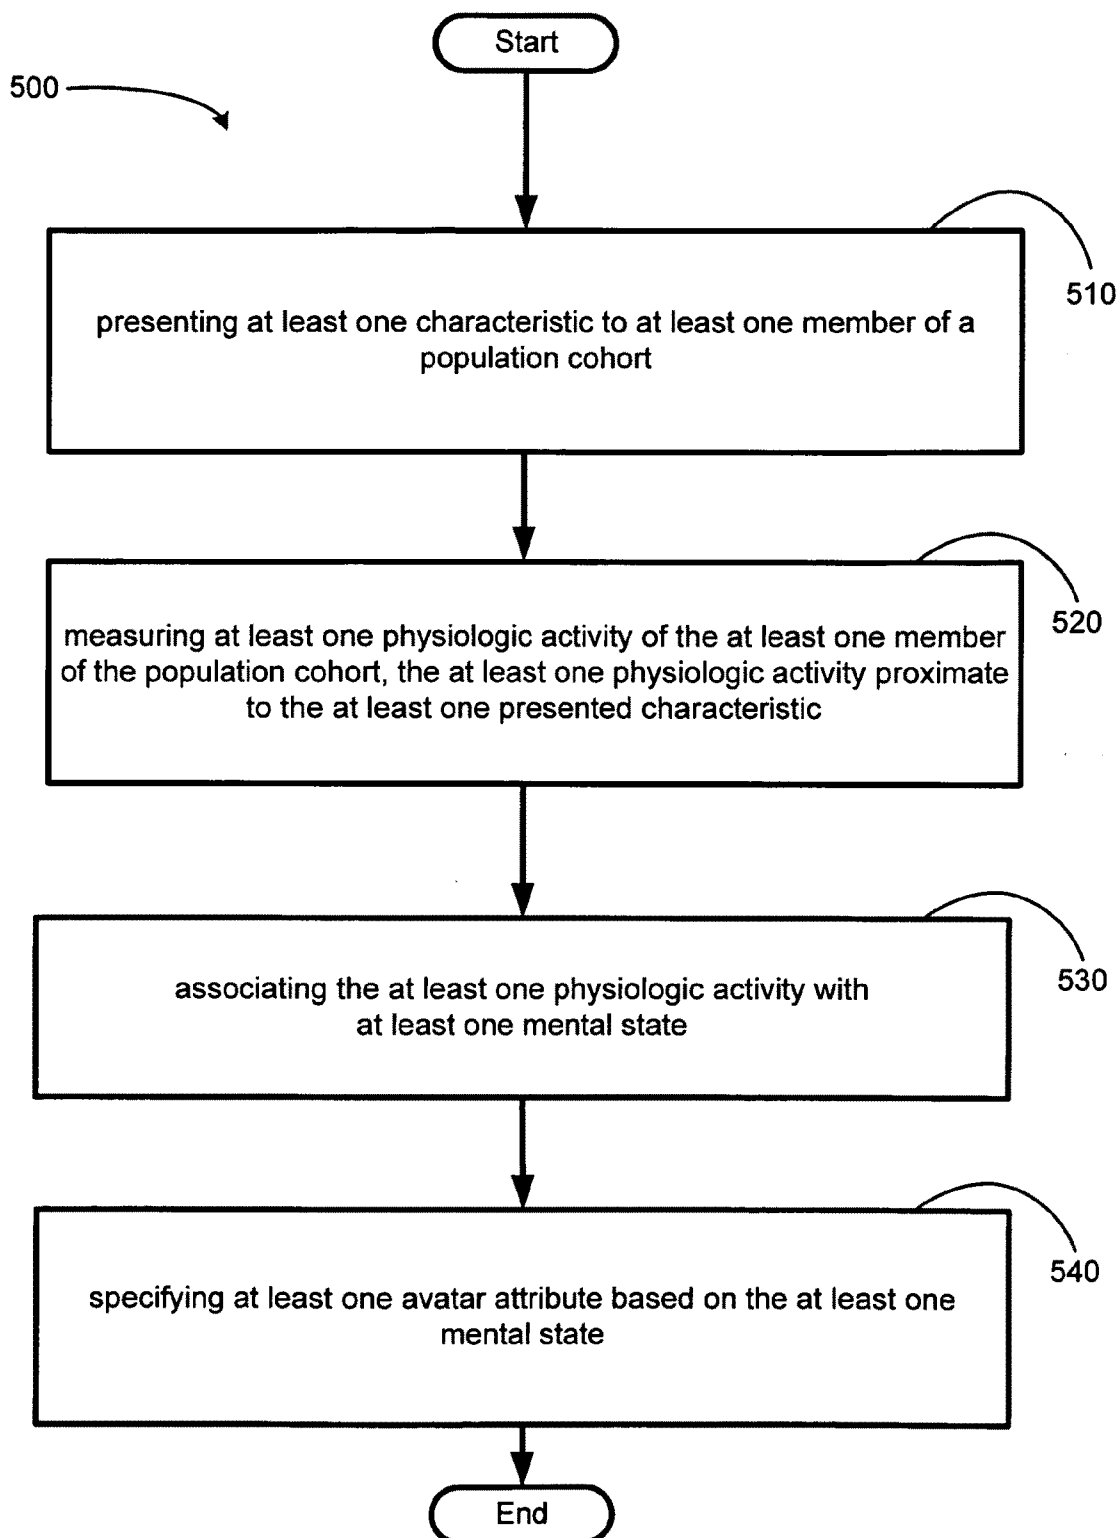 Start
500
510
presenting at least one characteristic to at least one member of a
population cohort
520
measuring at least one physiologic activity of the at least one member
of the population cohort, the at least one physiologic activity proximate
to the at least one presented characteristic
530
associating the at least one physiologic activity with
at least one mental state
540
specifying at least one avatar attribute based on the at least one
mental state
End